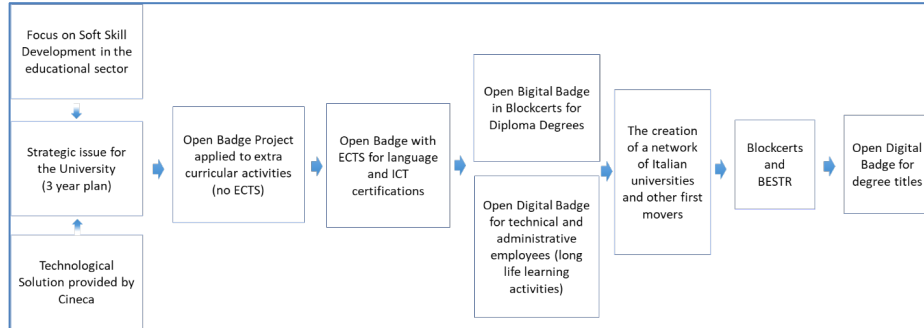 Focus on Soft Skill
Development in the
educational sector
Strategic issue for
the University
(3 year plan)
Technological
Solution provided by
Cineca
Open Badge Project
applied to extra
curricular activities
(no ECTS)
Open Badge with
ECTS for language
and ICT
certifications
Open Bigital Badge
in Blockcerts for
Diploma Degrees
Open Digital Badge
for technical and
administrative
employees (long
life learning
activities)
The creation
of a network
of Italian
universities
and other first
movers
Blockcerts
and
BESTR
Open Digital
Badge for
degree titles